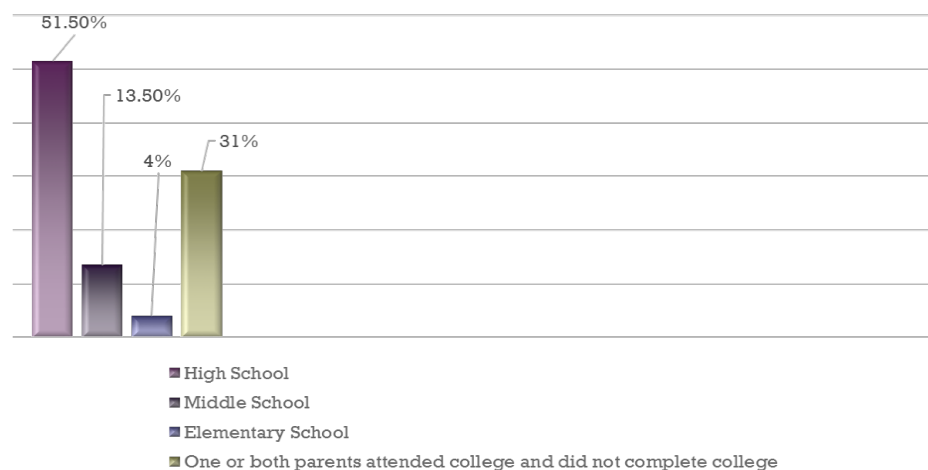 51.50%
13.50%
31%
4%
High School
Middle School
Elementary School
One or both parents attended college and did not complete college